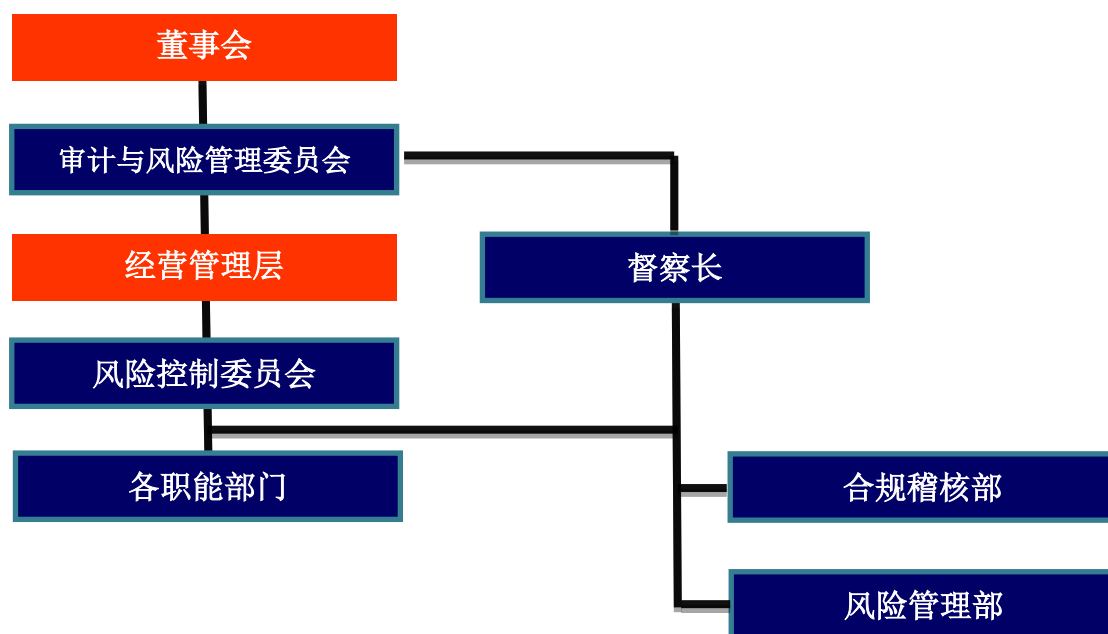 董事会
审计与风险管理委员会
经营管理层
督察长
风险控制委员会
各职能部门
合规稽核部
风险管理部